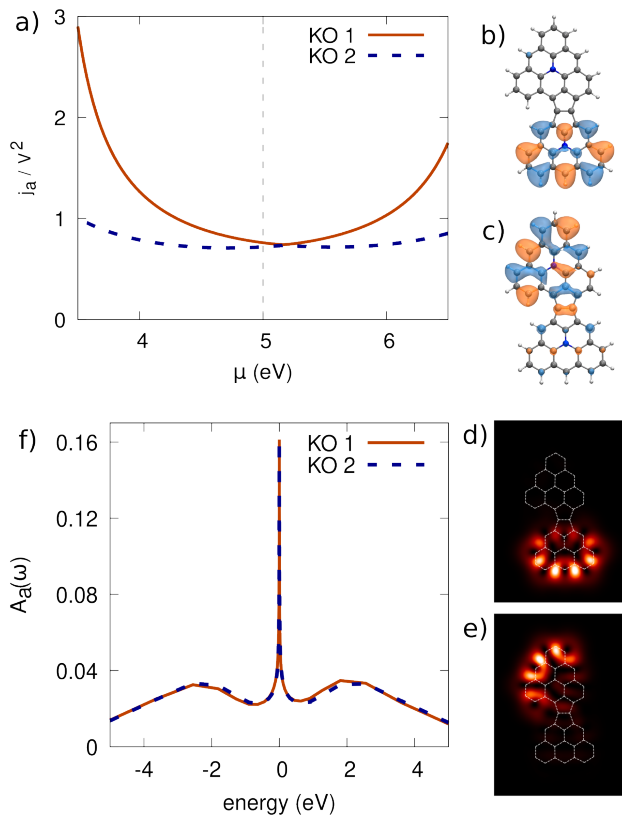 a)
3
2
1
0
j_a / V^2
KO 1
KO 2
4
5
6
μ (eV)
b)
c)
f)
0.16
0.12
0.08
0.04
0
A_a(ω)
KO 1
KO 2
-4
-2
0
2
4
energy (eV)
d)
e)